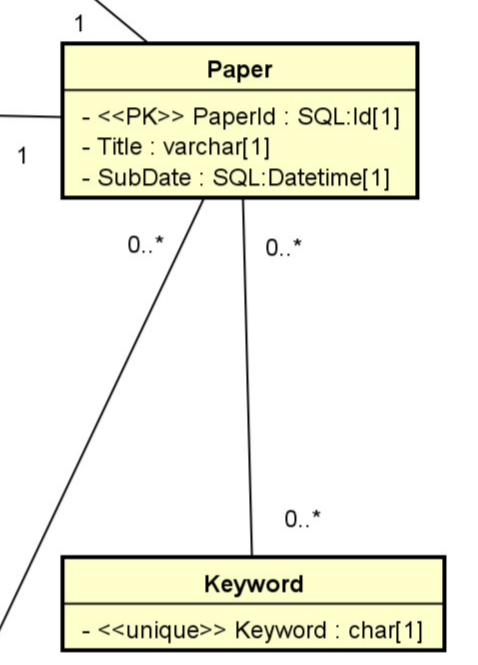 1
Paper
- <<PK>> PaperId : SQL:Id[1]
1
- Title : varchar[1]
- SubDate : SQL:Datetime[1]
0..*
0..*
0..*
Keyword
- <<unique>> Keyword : char[1]